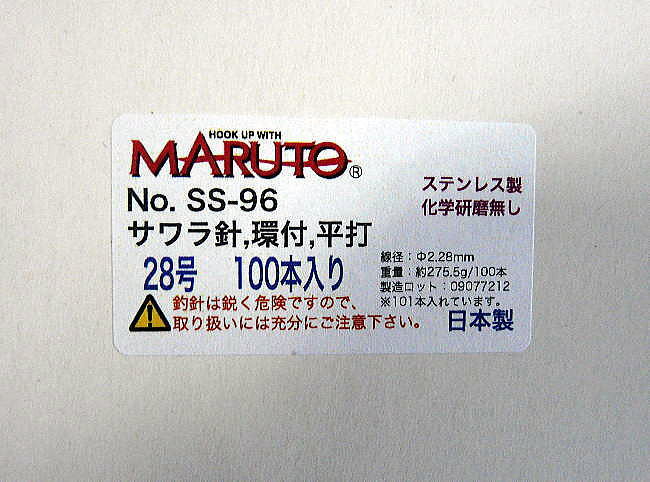 HOOK UP WITH
MARUTO®
No. SS-96
サワラ針,環付,平打
28号 100本入り
ステンレス製
化学研磨無し
線径：Φ2.28mm
重量：約275.5g/100本
製造ロット：09077212
※101本入れています。
釣針は鋭く危険ですので、
取り扱いには充分にご注意下さい。
日本製